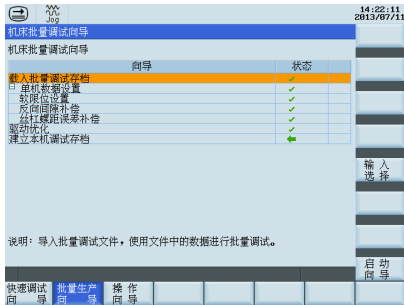 Jog
14:22:11
2013/07/11
机床批量调试向导
机床批量调试向导
向导 状态
载入批量调试存档
单机数据设置
软限位设置
反向间隙补偿
丝杠螺距误差补偿
驱动优化
建立本机调试存档
输入
选择
说明：导入批量调试文件，使用文件中的数据进行批量调试。
启动
向导
快速调试
向 导
批量生产
向 导
操作
向导